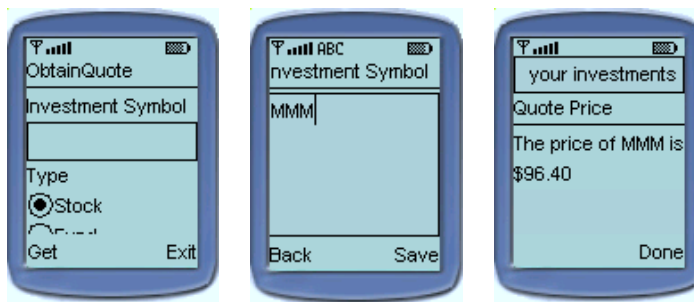 ObtainQuote
Investment Symbol
Type
Stock
Get Exit
ABC
nvestment Symbol
MMM
Back Save
your investments
Quote Price
The price of MMM is
$96.40
Done